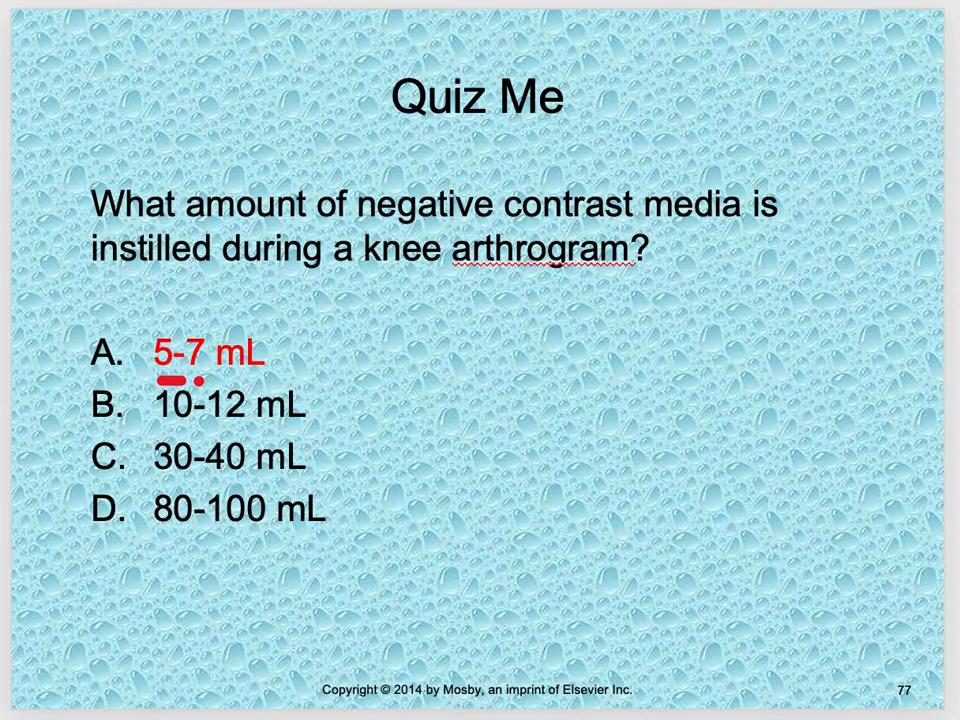 Quiz Me
What amount of negative contrast media is
instilled during a knee arthrogram?
A. 5-7 mL
B. 10-12 mL
C. 30-40 mL
D. 80-100 mL
Copyright © 2014 by Mosby, an imprint of Elsevier Inc.
77